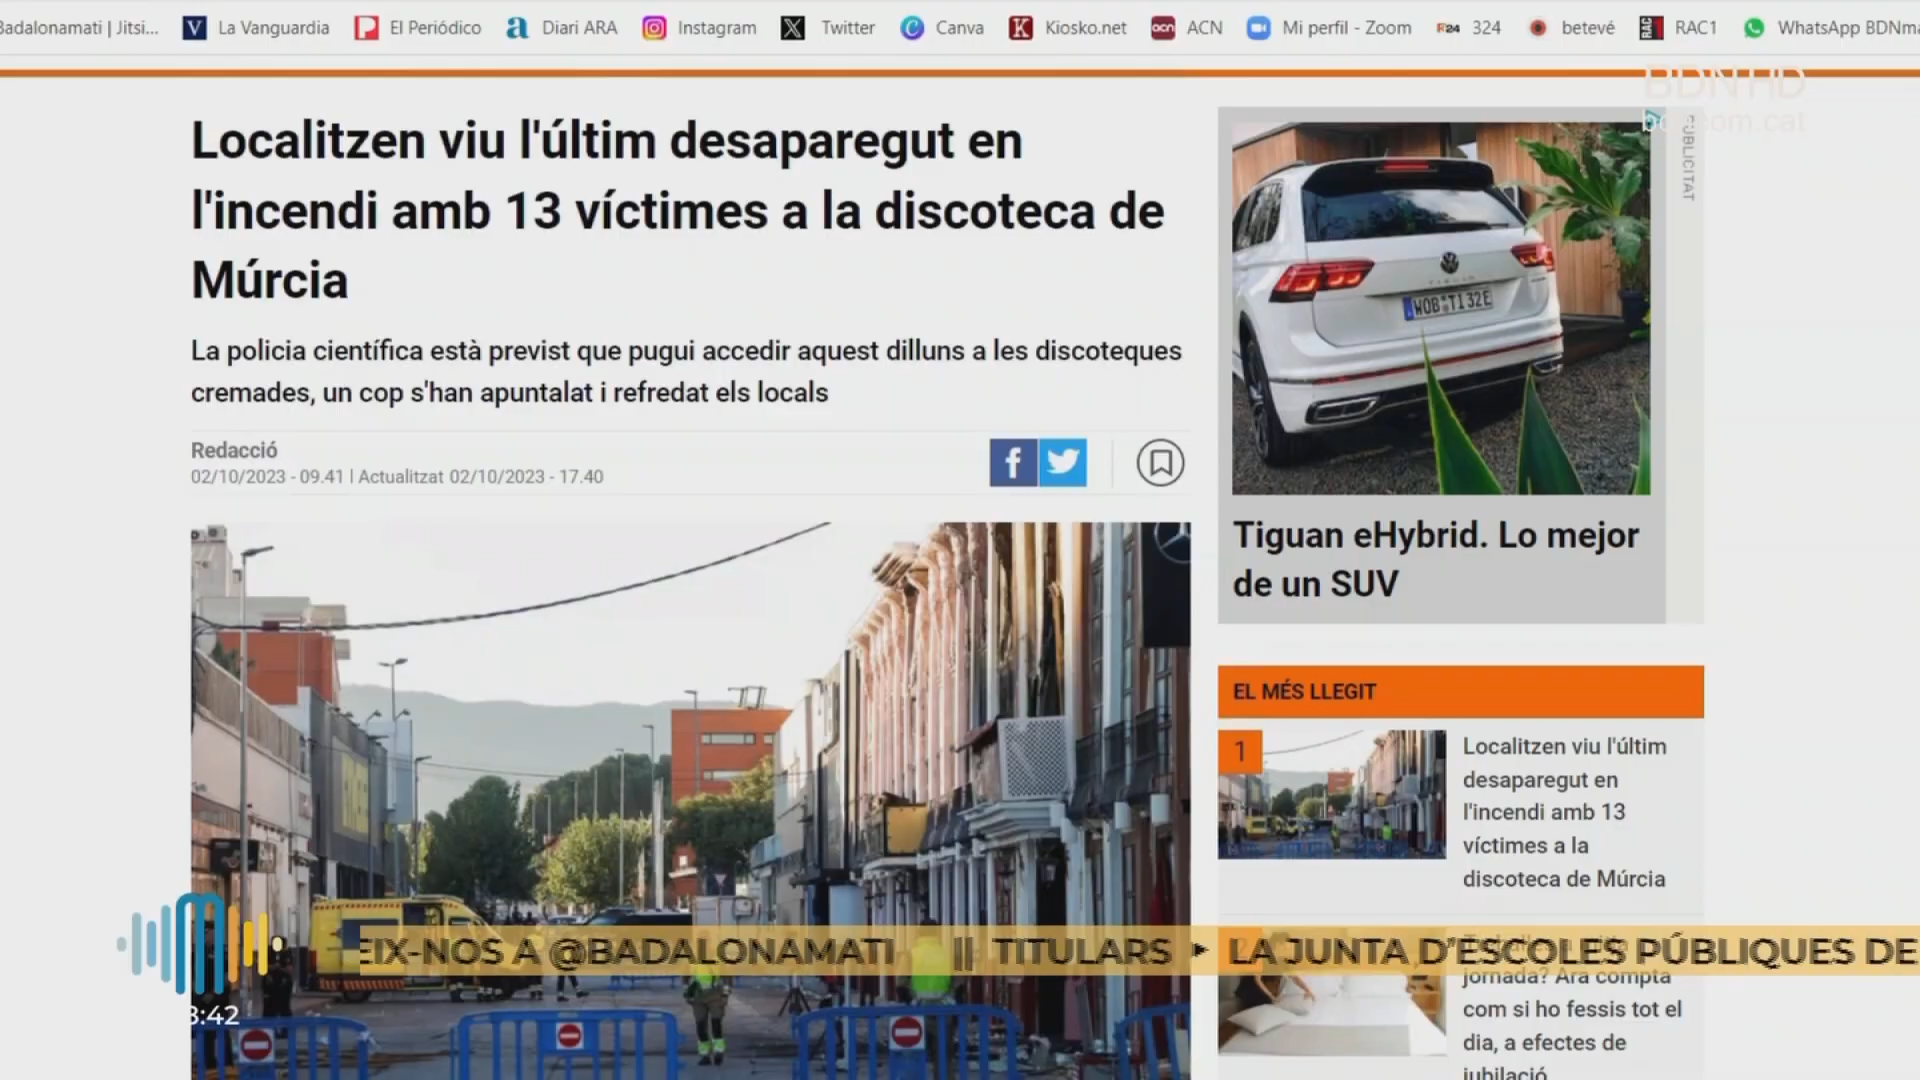 Badalonamati | Jitsi...
La Vanguardia
El Periódico
Diari ARA
Instagram
Twitter
Canva
Kiosko.net
ACN
Mi perfil - Zoom
324
betevé
RAC1
WhatsApp BDNma
BDN HD
Localitzen viu l'últim desaparegut en
l'incendi amb 13 víctimes a la discoteca de
Múrcia
La policia científica està previst que pugui accedir aquest dilluns a les discoteques
cremades, un cop s'han apuntalat i refredat els locals
Redacció
02/10/2023 - 09.41 | Actualitzat 02/10/2023 - 17.40
PUBLICITAT
WOB TI 32E
Tiguan eHybrid. Lo mejor
de un SUV
EL MÉS LLEGIT
1
Localitzen viu l'últim
desaparegut en
l'incendi amb 13
víctimes a la
discoteca de Múrcia
jornada? Ara compta
com si ho fessis tot el
dia, a efectes de
jubilació
EIX-NOS A @BADALONAMATI || TITULARS ▸ LA JUNTA D'ESCOLES PÚBLIQUES DE
8:42